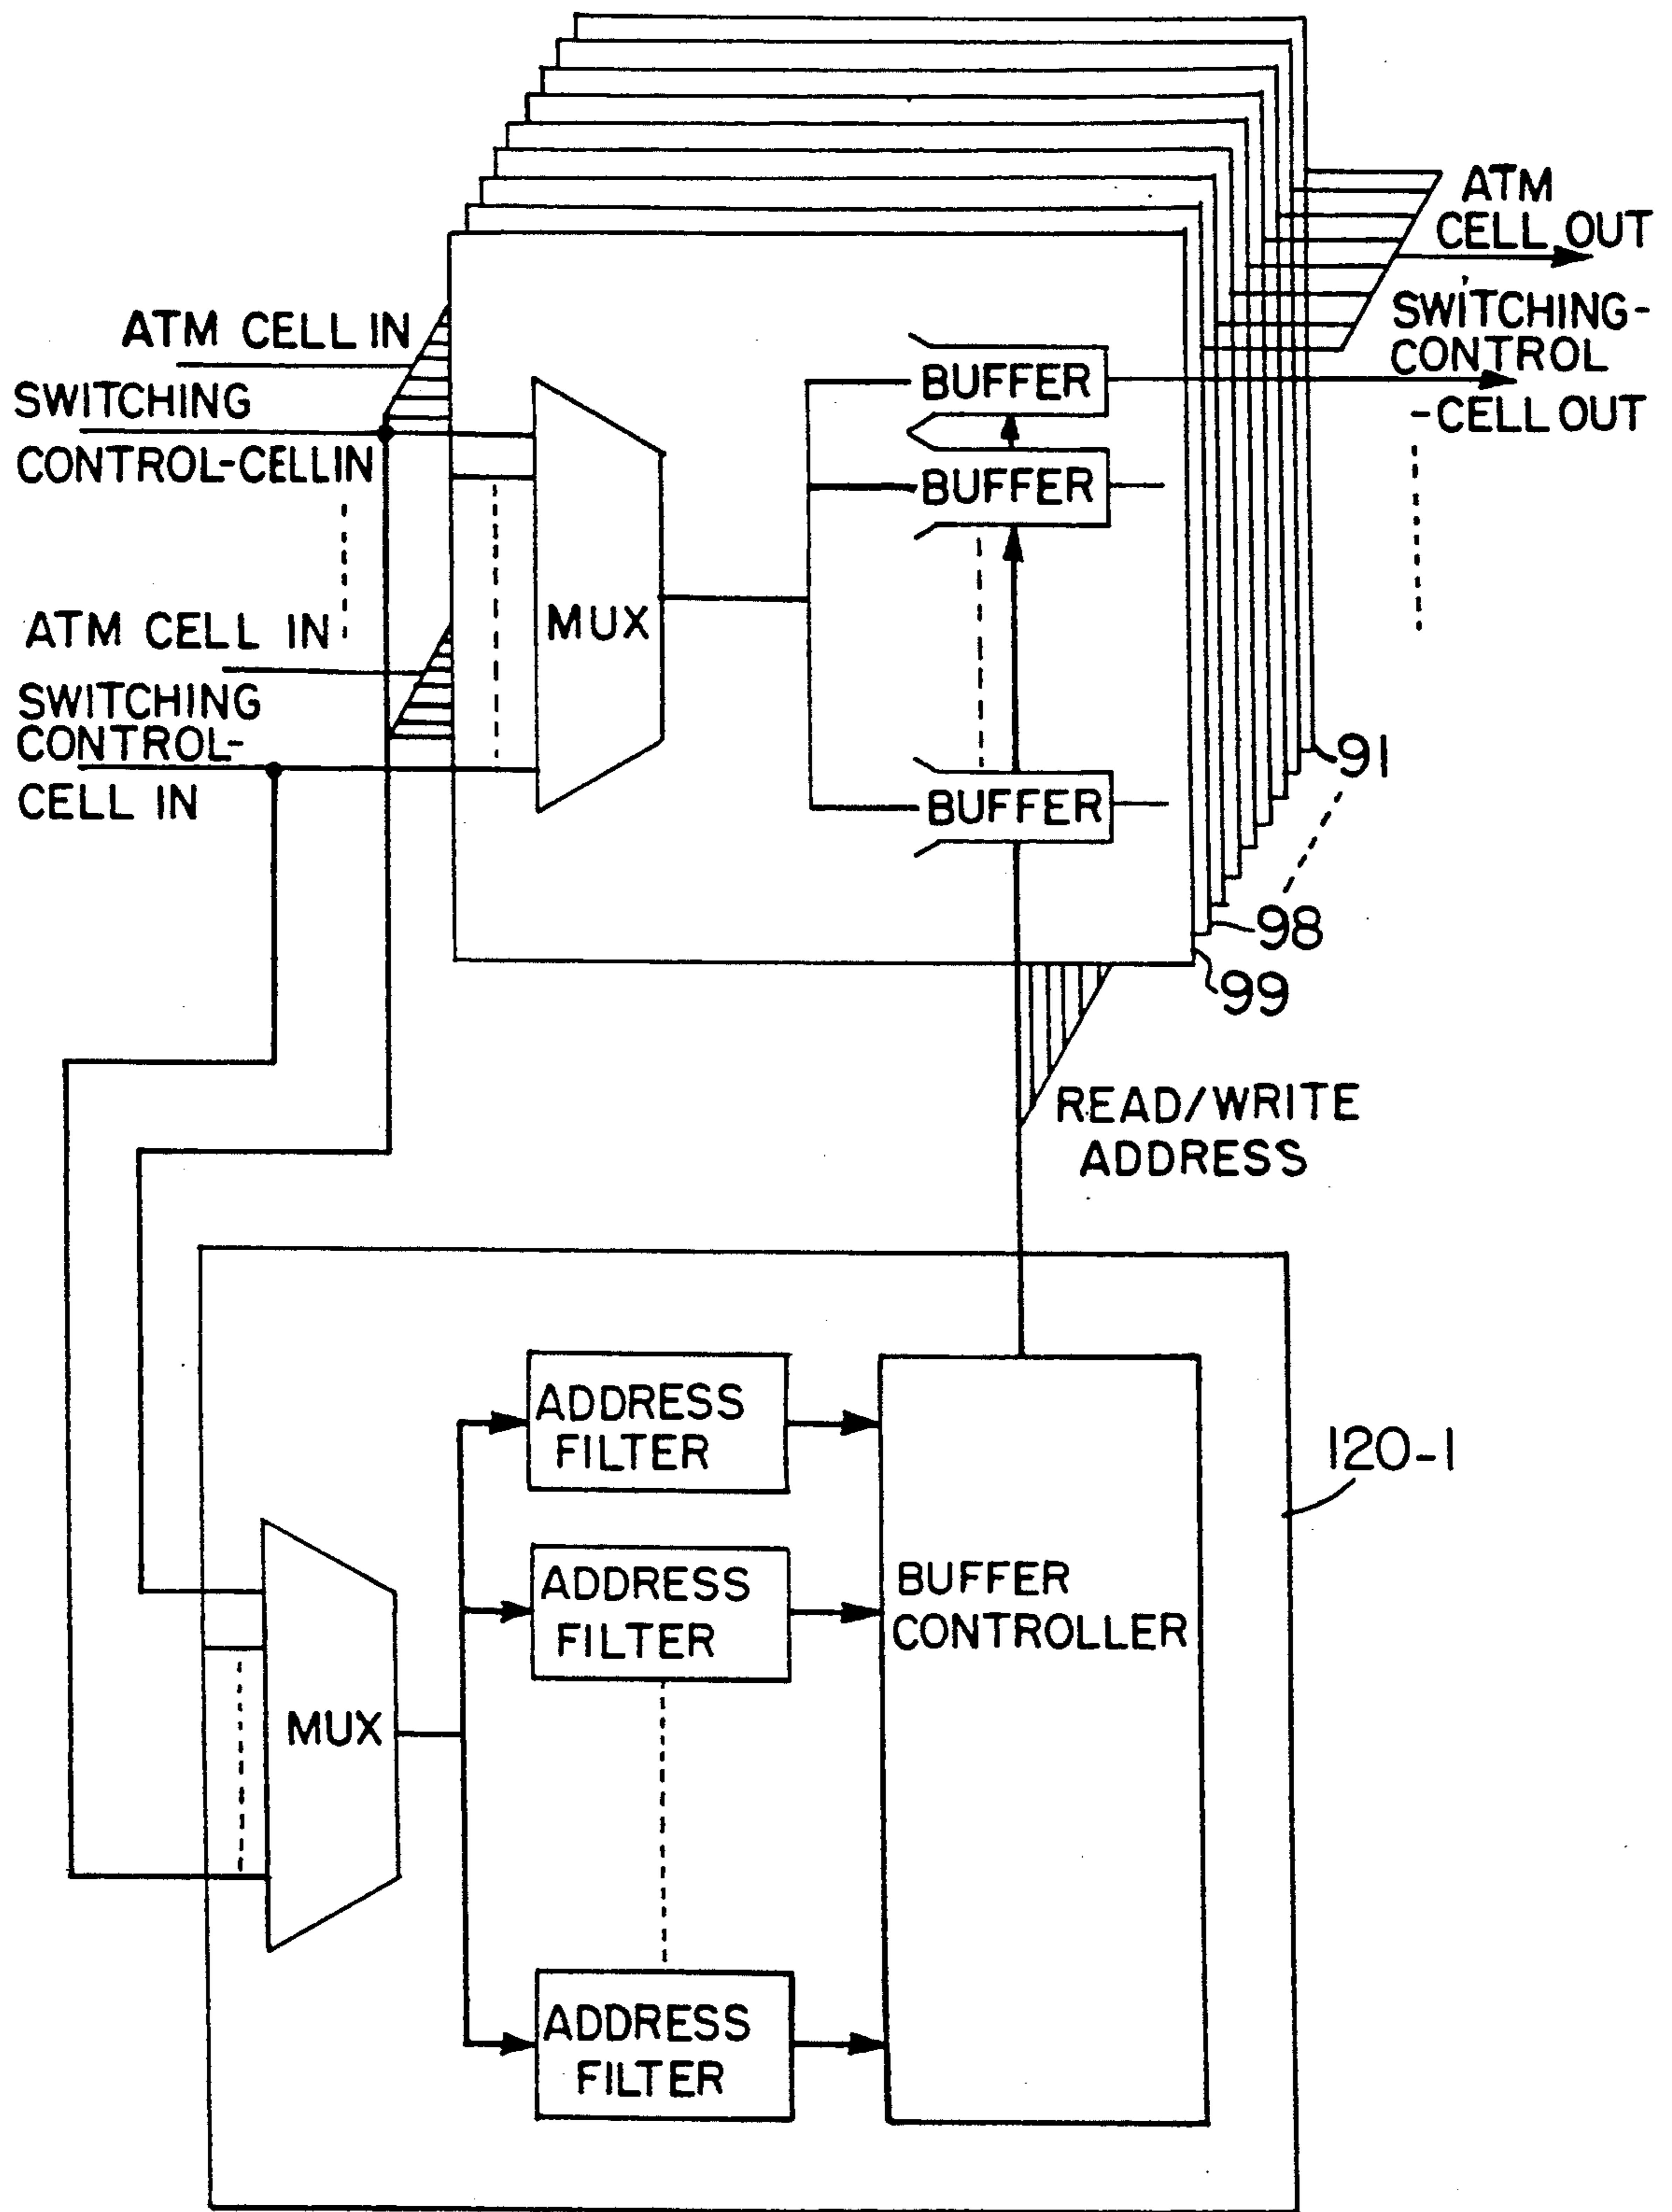 ATM
CELL OUT
SWITCHING-
CONTROL
-CELL OUT
ATM CELL IN
SWITCHING
CONTROL-CELLIN
ATM CELL IN
SWITCHING
CONTROL-
CELL IN
MUX
BUFFER
BUFFER
BUFFER
91
98
99
READ/WRITE
ADDRESS
120-1
MUX
ADDRESS
FILTER
ADDRESS
FILTER
ADDRESS
FILTER
BUFFER
CONTROLLER